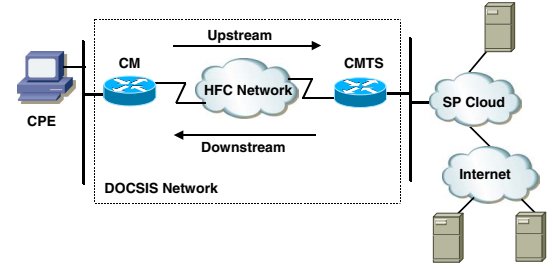 Upstream
CM
CMTS
HFC Network
SP Cloud
CPE
Downstream
Internet
DOCSIS Network